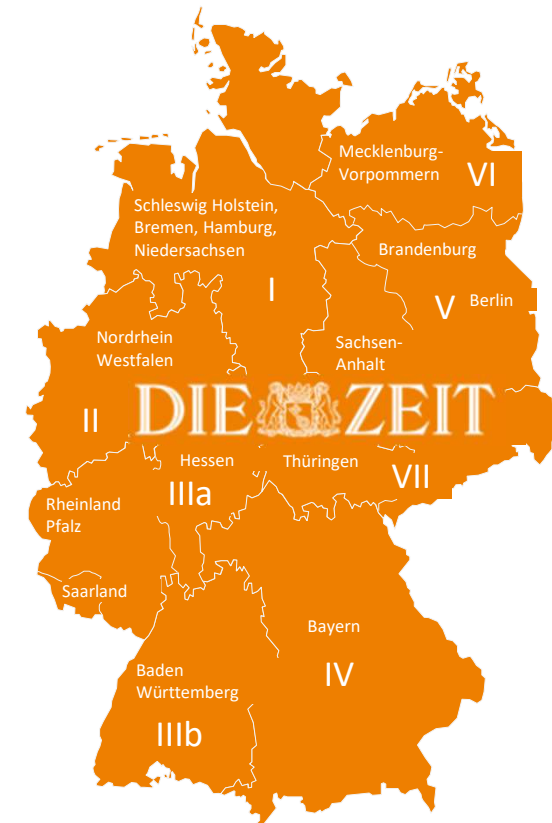 Mecklenburg-
Vorpommern
VI
Schleswig Holstein,
Bremen, Hamburg,
Niedersachsen
I
Brandenburg
V
Berlin
Nordrhein
Westfalen
Sachsen-
Anhalt
DIE ZEIT
II
Hessen
IIIa
Thüringen
VII
Rheinland
Pfalz
Saarland
Bayern
IV
Baden
Württemberg
IIIb